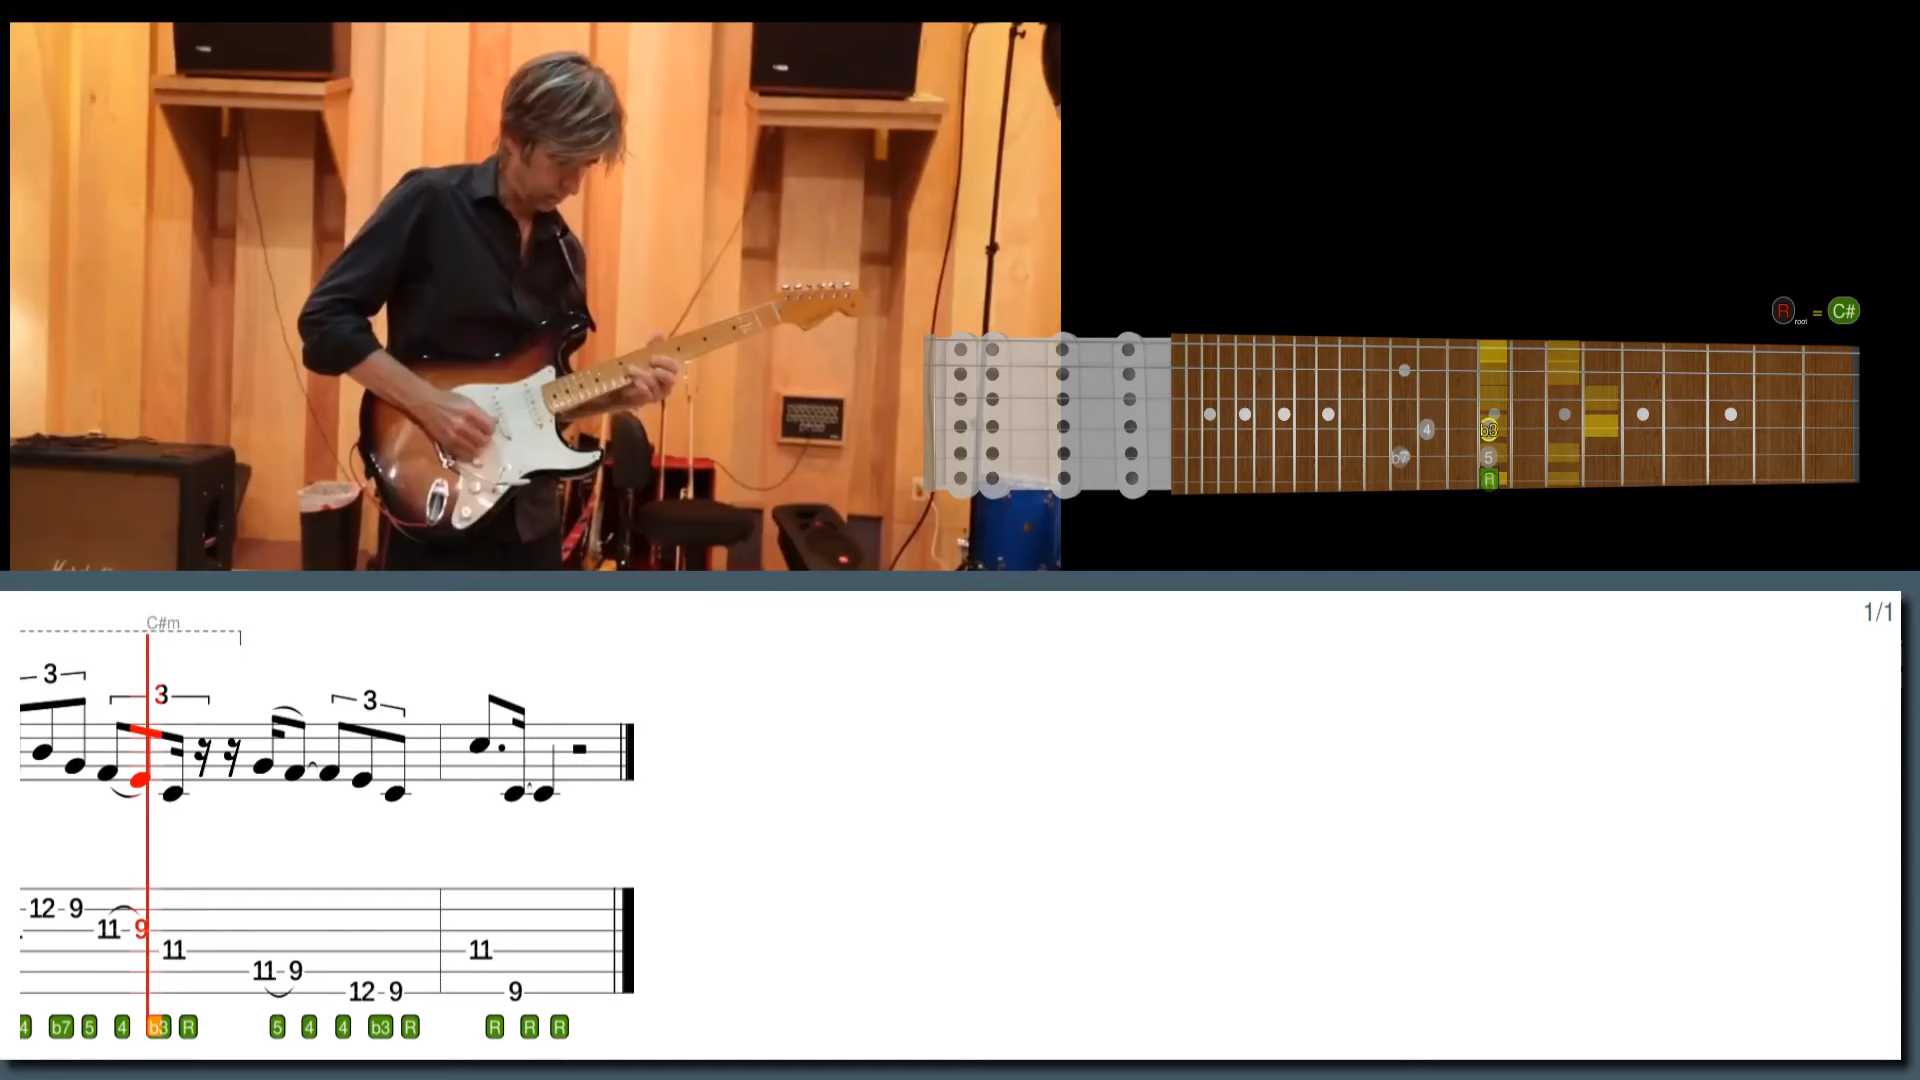 R root = C#
4 b3
b7 5
R
1/1
C#m
3 3 3
12 9 11 9 11 11 9 12 9 11 9
4 b7 5 4 b3 R 5 4 4 b3 R R R R